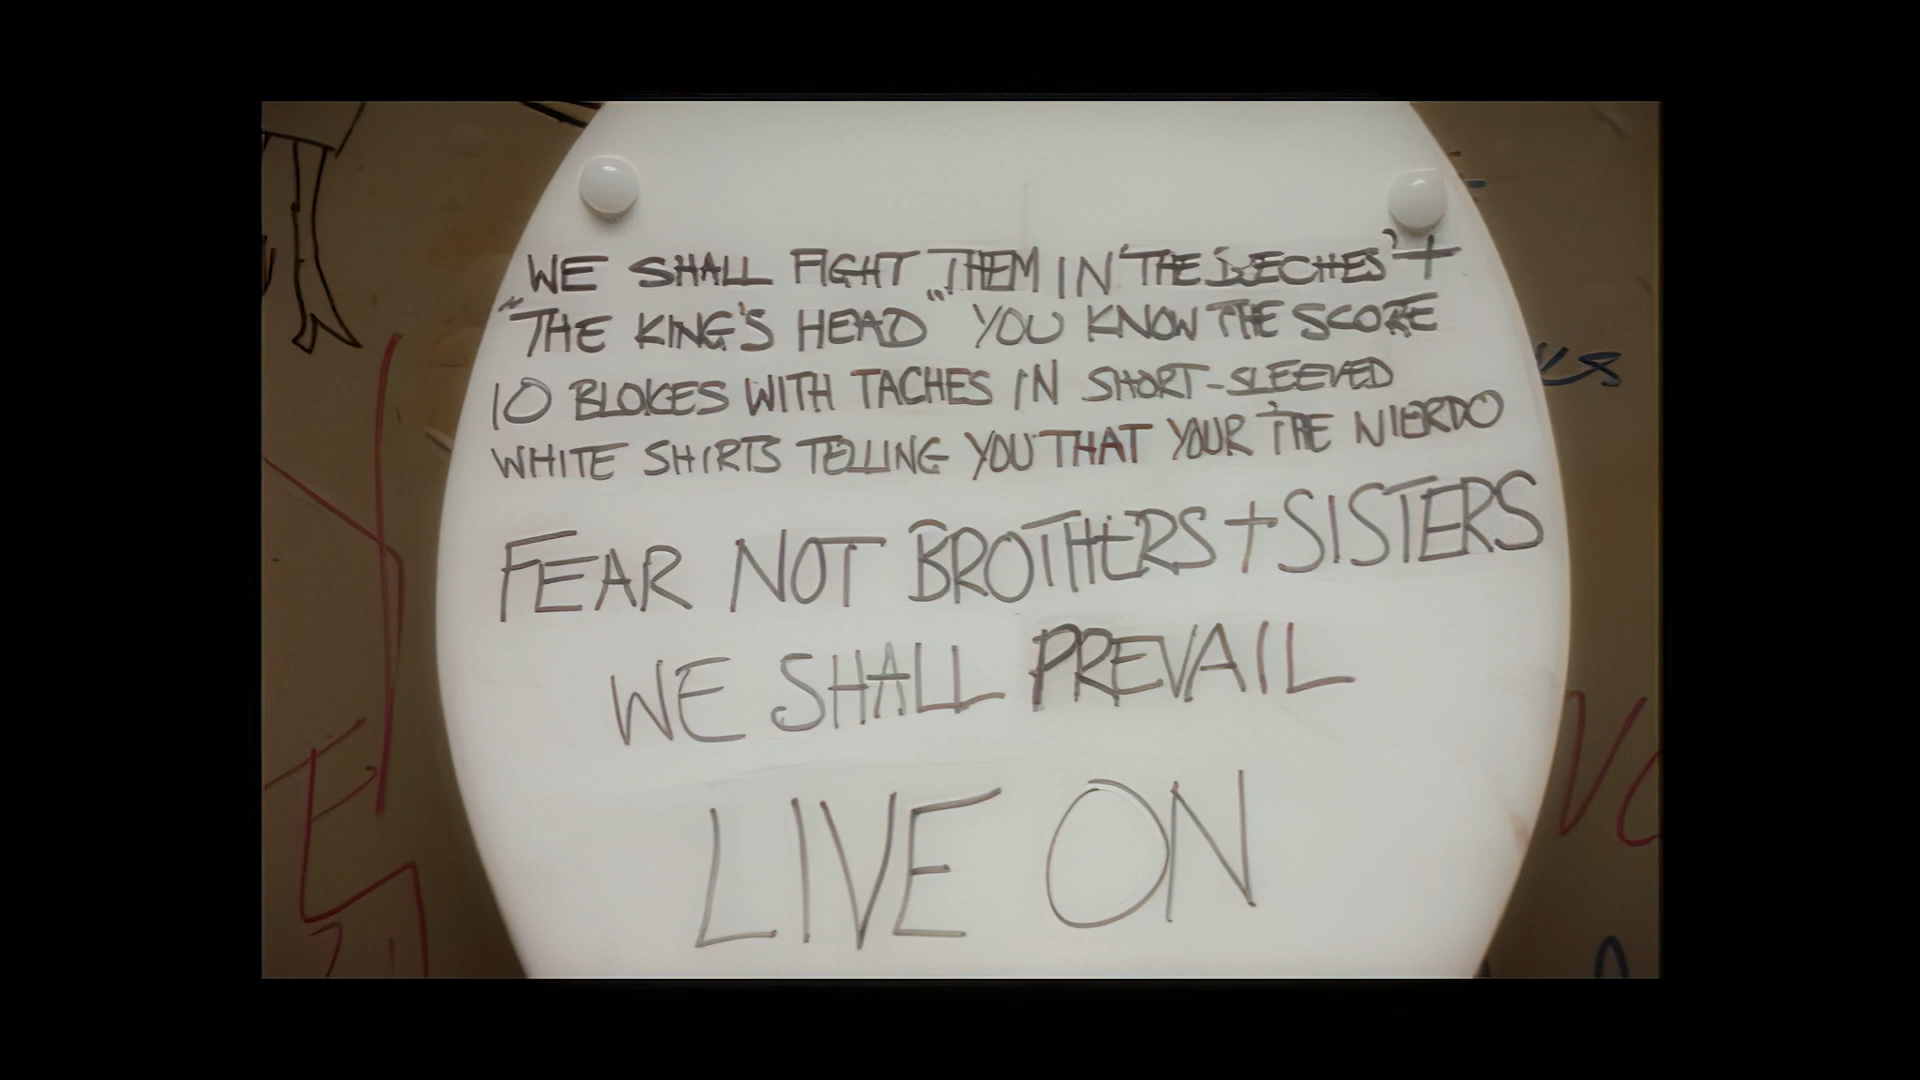 WE SHALL FIGHT THEM IN 'THE BEECHES' +
"THE KING'S HEAD" YOU KNOW THE SCORE
10 BLOKES WITH TACHES IN SHORT-SLEEVED
WHITE SHIRTS TELLING YOU THAT YOUR THE NIERDO
FEAR NOT BROTHERS + SISTERS
WE SHALL PREVAIL
LIVE ON